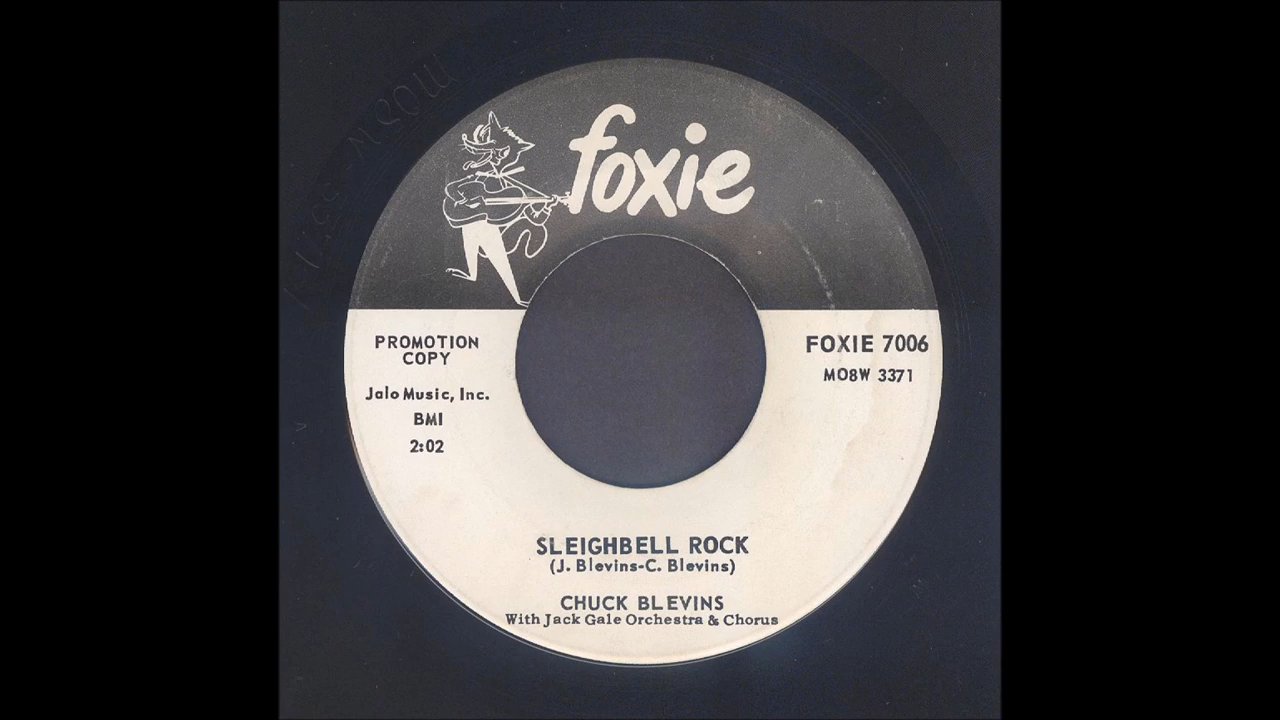 foxie
PROMOTION
COPY
Jalo Music, Inc.
BMI
2:02
FOXIE 7006
MO8W 3371
SLEIGHBELL ROCK
(J. Blevins-C. Blevins)
CHUCK BLEVINS
With Jack Gale Orchestra & Chorus